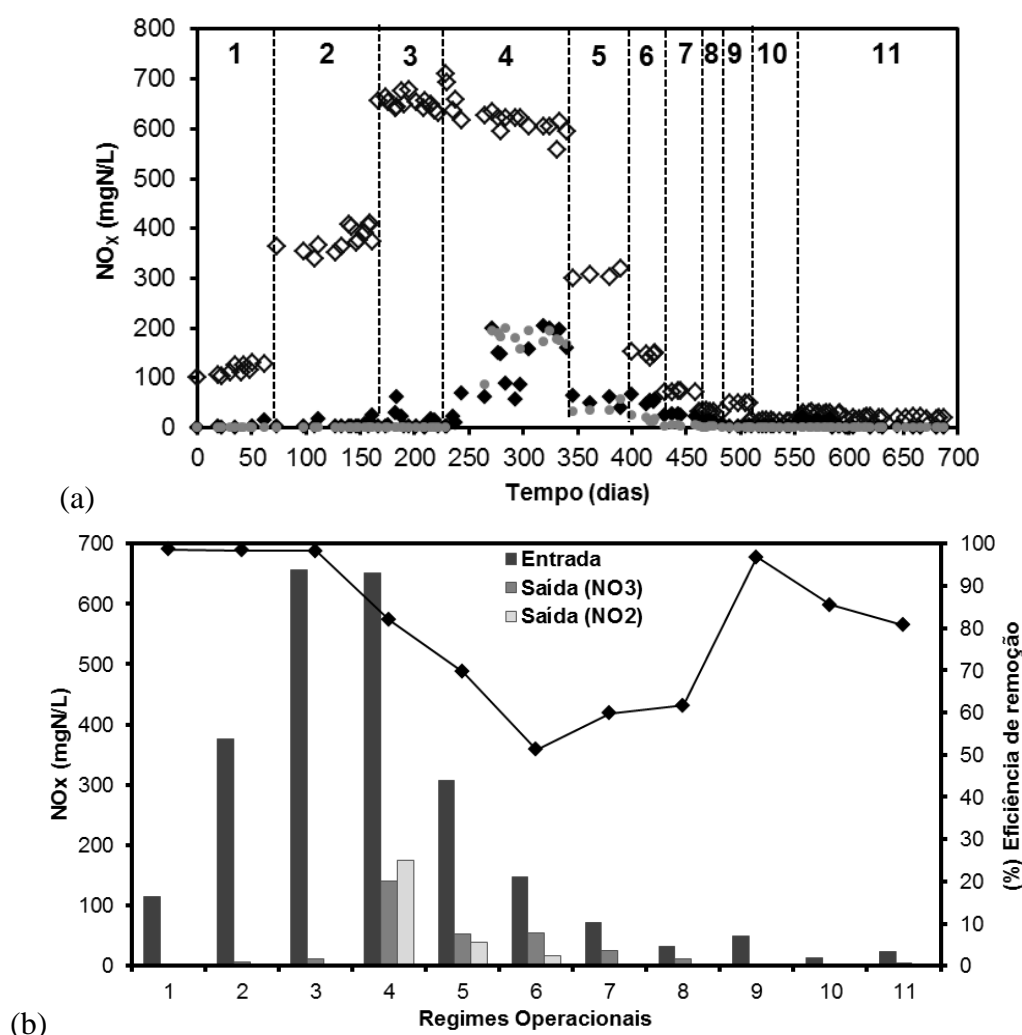 800
700
600
500
400
300
200
100
0
NOX (mgN/L)
1 2 3 4 5 6 7 8 9 10 11
0 50 100 150 200 250 300 350 400 450 500 550 600 650 700
Tempo (dias)
(a)
700
600
500
400
300
200
100
0
NOx (mgN/L)
Entrada
Saída (NO3)
Saída (NO2)
100
90
80
70
60
50
40
30
20
10
0
(%) Eficiência de remoção
1 2 3 4 5 6 7 8 9 10 11
Regimes Operacionais
(b)